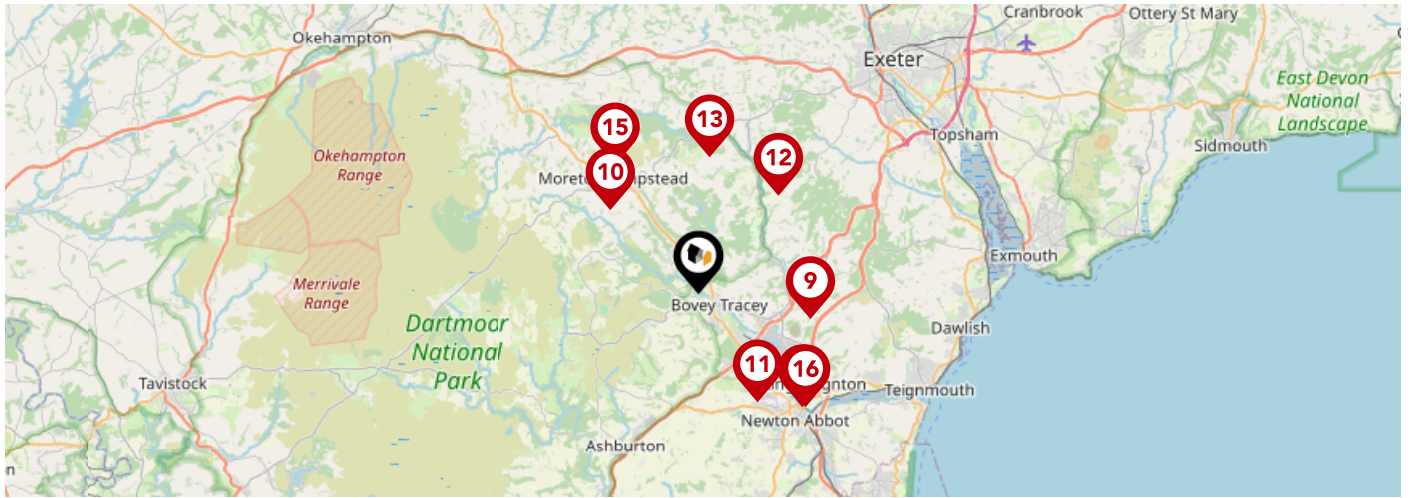 Cranbrook
Ottery St Mary
Okehampton
Exeter
East Devon
National
Landscape
15
13
Topsham
Sidmouth
12
Okehampton
Range
10
Exmouth
9
Merrivale
Range
Bovey Tracey
Dartmoor
National
Park
Dawlish
11
16
Tavistock
Teignmouth
Newton Abbot
Ashburton